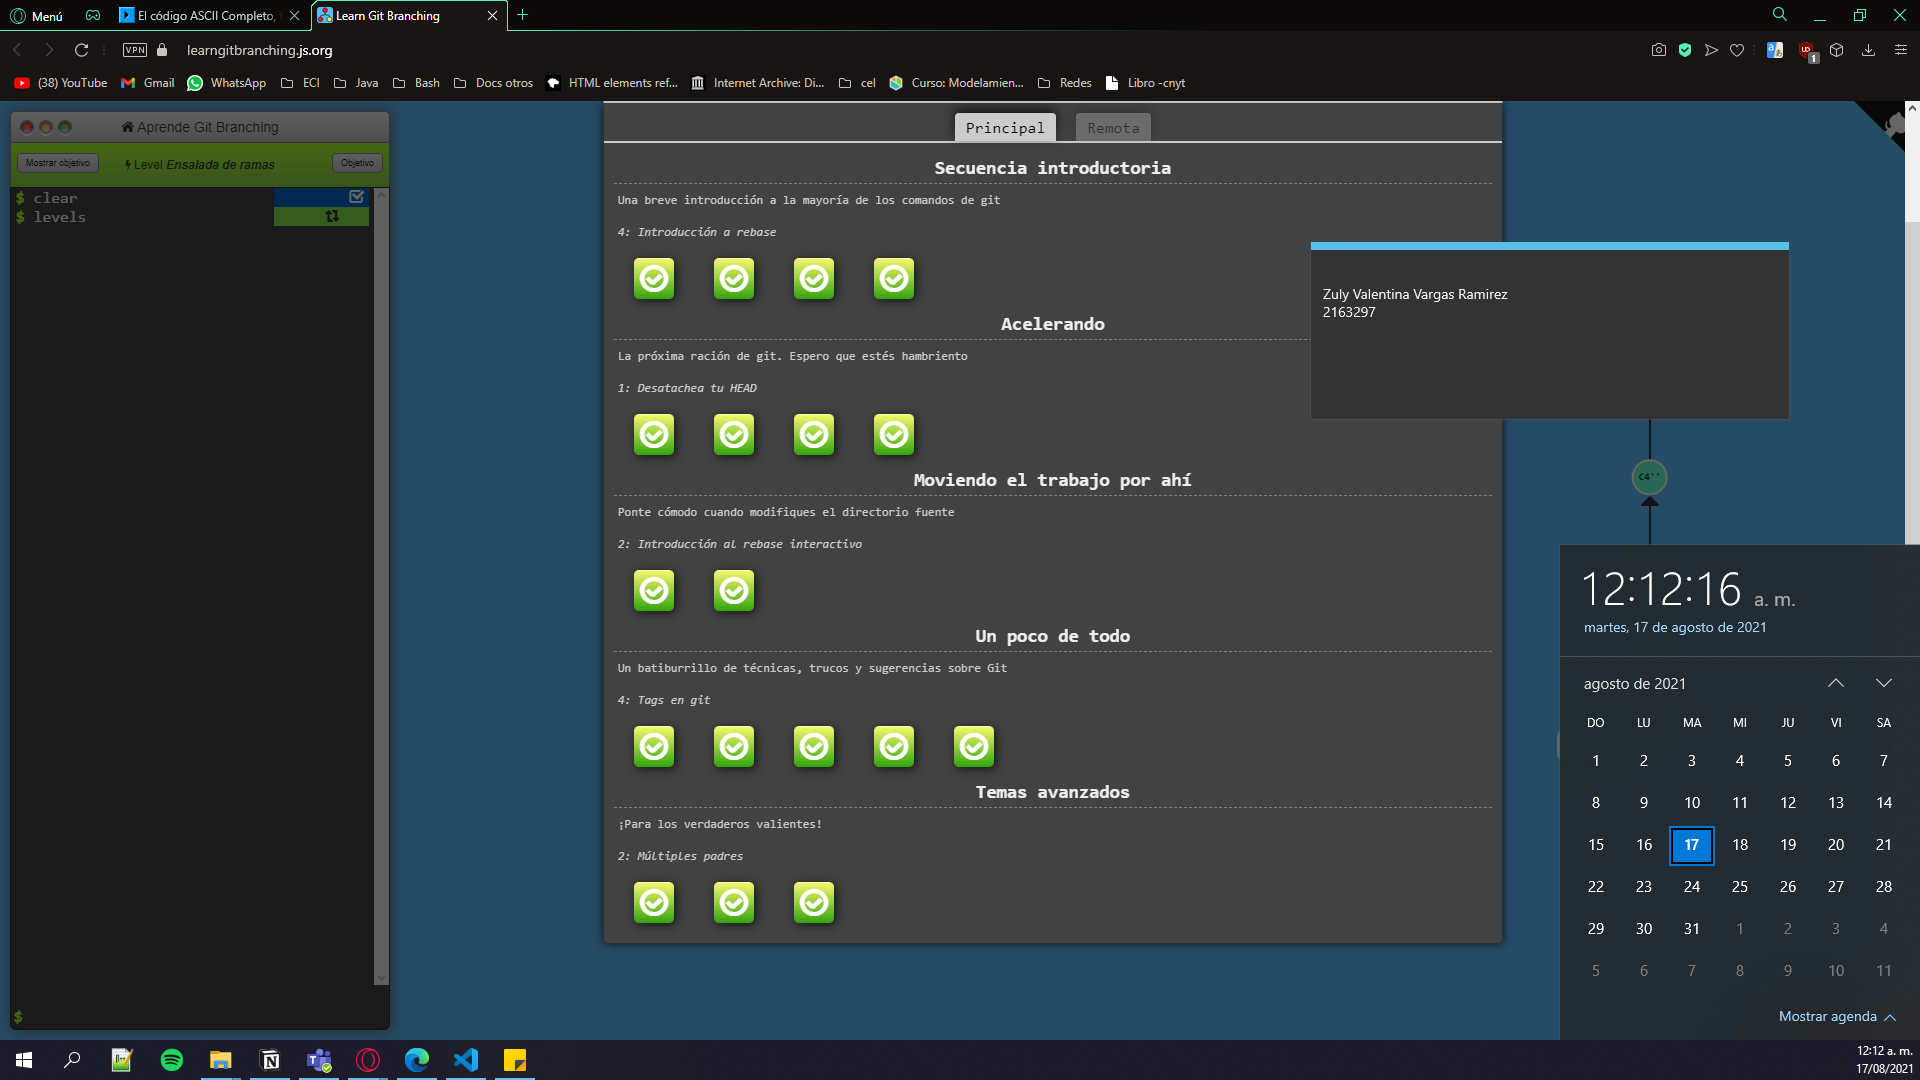 Menú
El código ASCII Completo,
Learn Git Branching
VPN
learngitbranching.js.org
1
(38) YouTube
Gmail
WhatsApp
ECI
Java
Bash
Docs otros
HTML elements ref...
Internet Archive: Di...
cel
Curso: Modelamien...
Redes
Libro -cnyt
Aprende Git Branching
Mostrar objetivo
Level Ensalada de ramas
Objetivo
$ clear
$ levels
$
Principal
Remota
Secuencia introductoria
Una breve introducción a la mayoría de los comandos de git
4: Introducción a rebase
Acelerando
La próxima ración de git. Espero que estés hambriento
1: Desatachea tu HEAD
Moviendo el trabajo por ahí
Ponte cómodo cuando modifiques el directorio fuente
2: Introducción al rebase interactivo
Un poco de todo
Un batiburrillo de técnicas, trucos y sugerencias sobre Git
4: Tags en git
Temas avanzados
¡Para los verdaderos valientes!
2: Múltiples padres
Zuly Valentina Vargas Ramirez
2163297
C4''
12:12:16 a. m.
martes, 17 de agosto de 2021
agosto de 2021
DO LU MA MI JU VI SA
1 2 3 4 5 6 7
8 9 10 11 12 13 14
15 16 17 18 19 20 21
22 23 24 25 26 27 28
29 30 31 1 2 3 4
5 6 7 8 9 10 11
Mostrar agenda
12:12 a. m.
17/08/2021